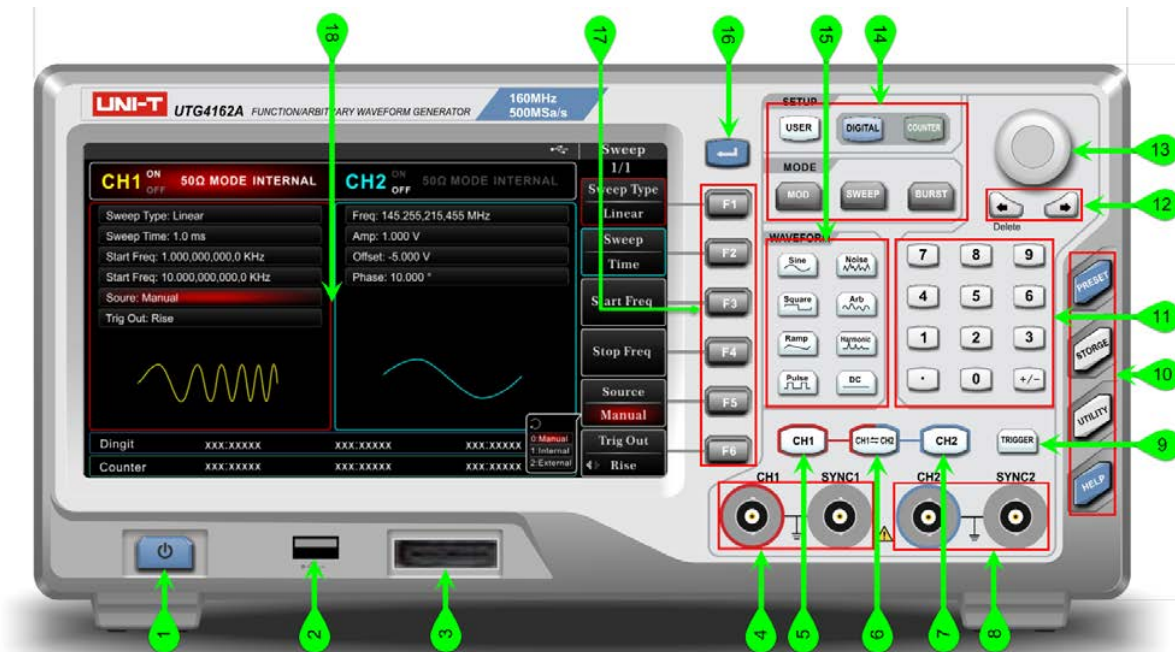 18
17
16
15
14
UNI-T UTG4162A FUNCTION/ARBITRARY WAVEFORM GENERATOR
160MHz
500MSa/s
SETUP
USER DIGITAL COUNTER
13
MODE
MOD SWEEP BURST
12
Delete
Sweep
1/1
CH1 ON OFF 50Ω MODE INTERNAL
CH2 ON OFF 50Ω MODE INTERNAL
Sweep Type: Linear
Sweep Time: 1.0 ms
Start Freq: 1.000,000,000,0 KHz
Start Freq: 10.000,000,000,0 KHz
Soure: Manual
Trig Out: Rise
Freq: 145.255,215,455 MHz
Amp: 1.000 V
Offset: -5.000 V
Phase: 10.000 °
Sweep Type
Linear
Sweep
Time
Start Freq
Stop Freq
Source
Manual
Trig Out
Rise
0:Manual
1:Internal
2:External
Dingit xxx:xxxxx xxx:xxxxx xxx:xxxxx
Counter xxx:xxxxx xxx:xxxxx xxx:xxxxx
F1
F2
F3
F4
F5
F6
WAVEFORM
Sine Noise
Square Arb
Ramp Harmonic
Pulse DC
7 8 9
4 5 6
1 2 3
. 0 +/-
11
PRESET
STORGE
10
UTILITY
HELP
CH1 CH1⇆CH2 CH2 TRIGGER
9
CH1 SYNC1 CH2 SYNC2
1
2
3
4
5
6
7
8